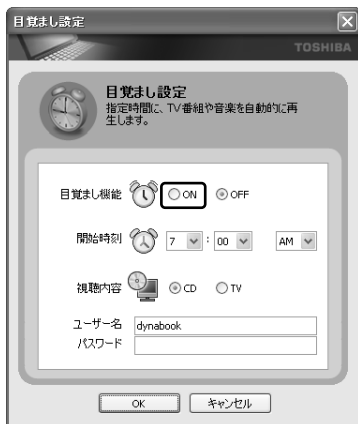 目覚まし設定
TOSHIBA
目覚まし設定
指定時間に、TV番組や音楽を自動的に再
生します。
目覚まし機能 ON OFF
開始時刻 7 : 00 AM
視聴内容 CD TV
ユーザー名 dynabook
パスワード
OK キャンセル